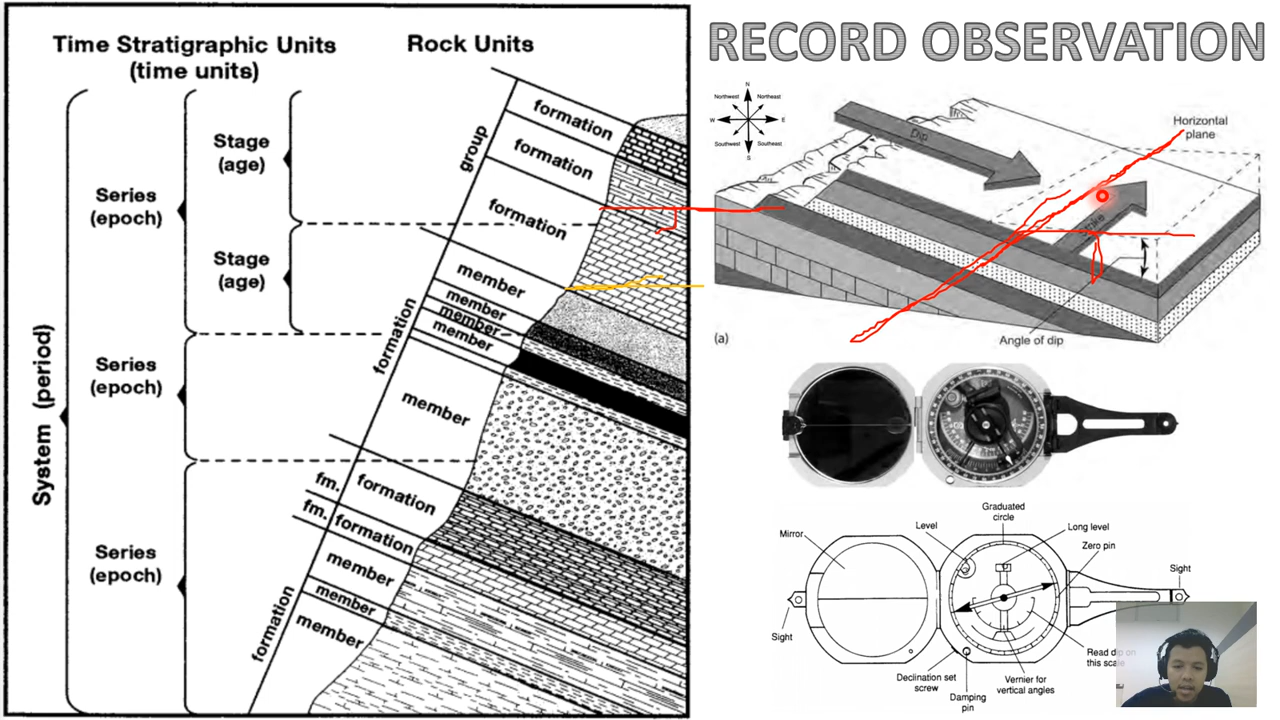 Time Stratigraphic Units
(time units)
Rock Units
System (period)
Series
(epoch)
Series
(epoch)
Series
(epoch)
Stage
(age)
Stage
(age)
group
formation
formation
formation
formation
member
member
member
member
member
fm.
formation
fm.
formation
formation
member
member
member
RECORD OBSERVATION
N
Northwest
Northeast
W
E
Southwest
Southeast
S
Dip
Horizontal
plane
Angle of dip
(a)
Graduated
circle
Level
Long level
Mirror
Zero pin
Sight
Sight
Read dip on
this scale
Declination set
screw
Vernier for
vertical angles
Damping
pin